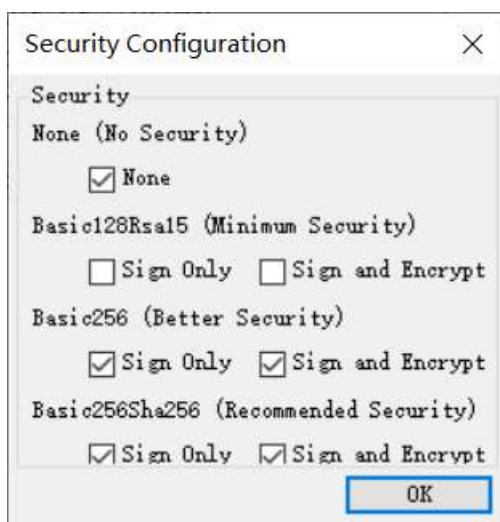 Security Configuration
Security
None (No Security)
None
Basic128Rsa15 (Minimum Security)
Sign Only Sign and Encrypt
Basic256 (Better Security)
Sign Only Sign and Encrypt
Basic256Sha256 (Recommended Security)
Sign Only Sign and Encrypt
OK